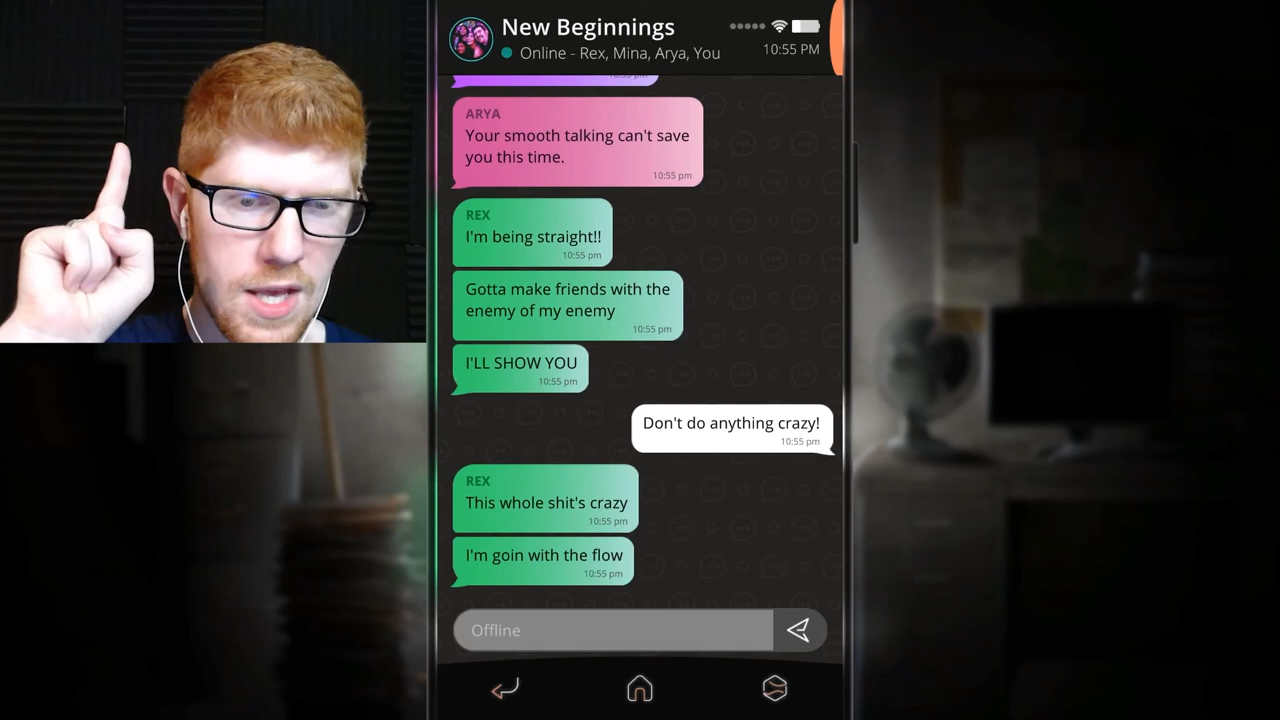 New Beginnings
Online - Rex, Mina, Arya, You
10:55 PM
ARYA
Your smooth talking can't save
you this time.
10:55 pm
REX
I'm being straight!!
10:55 pm
Gotta make friends with the
enemy of my enemy
10:55 pm
I'LL SHOW YOU
10:55 pm
Don't do anything crazy!
10:55 pm
REX
This whole shit's crazy
10:55 pm
I'm goin with the flow
10:55 pm
Offline